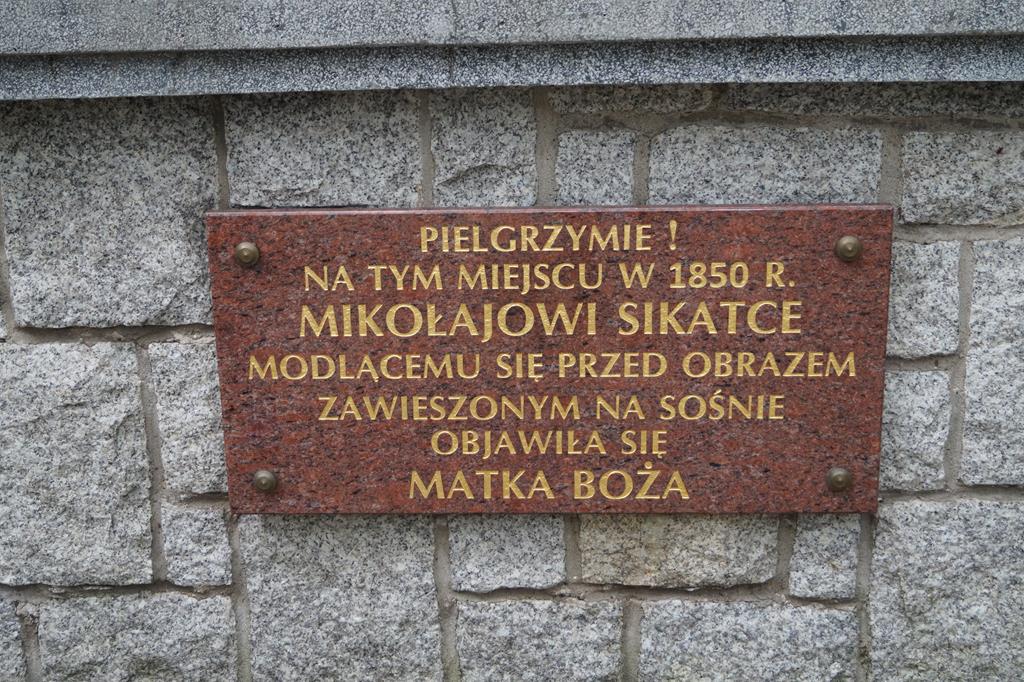 PIELGRZYMIE !
NA TYM MIEJSCU W 1850 R.
MIKOŁAJOWI SIKATCE
MODLĄCEMU SIĘ PRZED OBRAZEM
ZAWIESZONYM NA SOŚNIE
OBJAWIŁA SIĘ
MATKA BOŻA